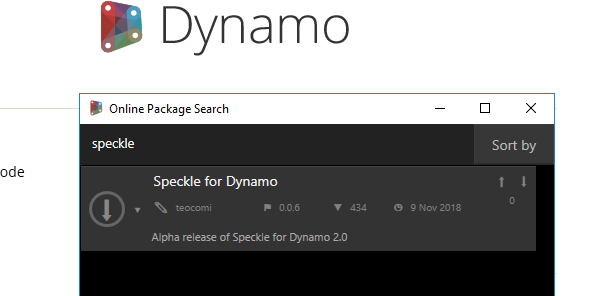 Dynamo
Online Package Search
speckle
Sort by
ode
Speckle for Dynamo
teocomi 0.0.6 434 9 Nov 2018
0
Alpha release of Speckle for Dynamo 2.0